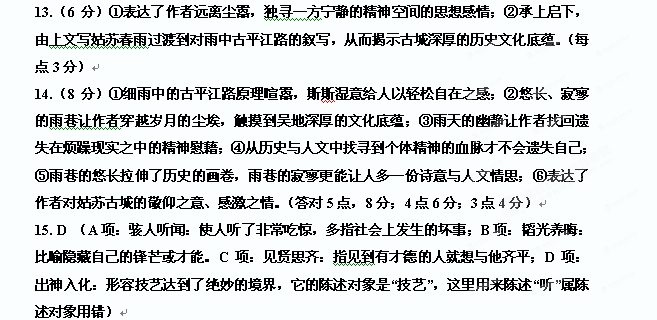 13.（6 分）①表达了作者远离尘嚣，独寻一方宁静的精神空间的思想感情；②承上启下，
由上文写姑苏春雨过渡到对雨中古平江路的叙写，从而揭示古城深厚的历史文化底蕴。（每
点 3 分）
14.（8 分）①细雨中的古平江路原理喧嚣，斯斯湿意给人以轻松自在之感；②悠长、寂寥
的雨巷让作者穿越岁月的尘埃，触摸到吴地深厚的文化底蕴；③雨天的幽静让作者找回遗
失在烦躁现实之中的精神慰藉；④从历史与人文中找寻到个体精神的血脉才不会遗失自己；
⑤雨巷的悠长拉伸了历史的画卷，雨巷的寂寥更能让人多一份诗意与人文情思；⑥表达了
作者对姑苏古城的敬仰之意、感激之情。（答对 5 点，8 分；4 点 6 分；3 点 4 分）
15. D （A 项：骇人听闻：使人听了非常吃惊，多指社会上发生的坏事；B 项：韬光养晦：
比喻隐藏自己的锋芒或才能。C 项：见贤思齐：指见到有才德的人就想与他齐平；D 项：
出神入化：形容技艺达到了绝妙的境界，它的陈述对象是“技艺”，这里用来陈述“听”属陈
述对象用错）